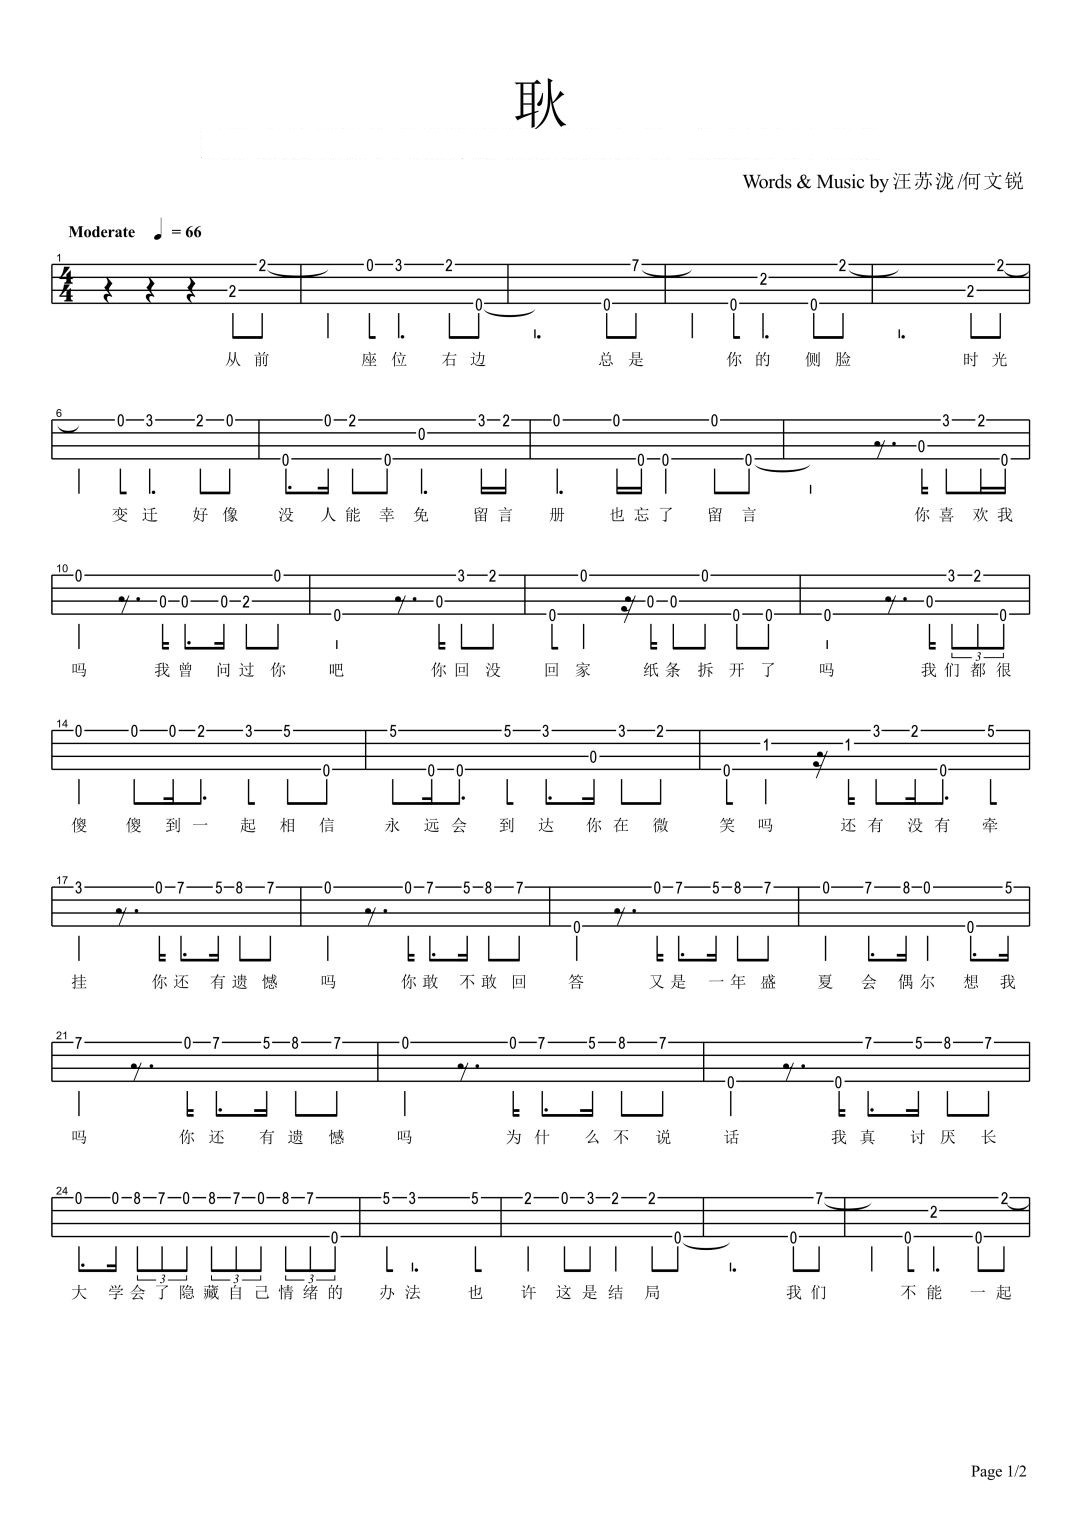 耿
Words & Music by 汪苏泷/何文锐
Moderate ♩ = 66
1 4/4 2 2 0 3 2 0 0 7 0 2 0 2 2 2
从前 座位 右边 总是 你的 侧脸 时光
6 0 3 2 0 0 0 2 0 0 3 2 0 0 0 0 0 0 0 3 2 0
变迁 好像 没人能幸免 留言册 也忘了留言 你喜欢我
10 0 0 0 0 2 0 0 0 3 2 0 0 0 0 0 0 0 0 0 3 2 0
吗 我曾问过你 吧 你回没 回家 纸条拆开了 吗 我们都很
3
14 0 0 0 2 3 5 0 5 0 0 5 3 0 3 2 0 1 1 3 2 0 5
傻 傻到一起相信 永远会到达你在微 笑吗 还有没有牵
17 3 0 7 5 8 7 0 0 7 5 8 7 0 0 7 5 8 7 0 7 8 0 0 5
挂 你还有遗憾 吗 你敢不敢回 答 又是一年盛 夏会偶尔想我
21 7 0 7 5 8 7 0 0 7 5 8 7 0 0 7 5 8 7
吗 你还有遗憾 吗 为什么不说 话 我真讨厌长
24 0 0 8 7 0 8 7 0 8 7 0 5 3 5 2 0 3 2 2 0 0 7 0 2 0 2
3 3 3
大学会了隐藏自己情绪的 办法 也 许这是结局 我们 不能一起
Page 1/2